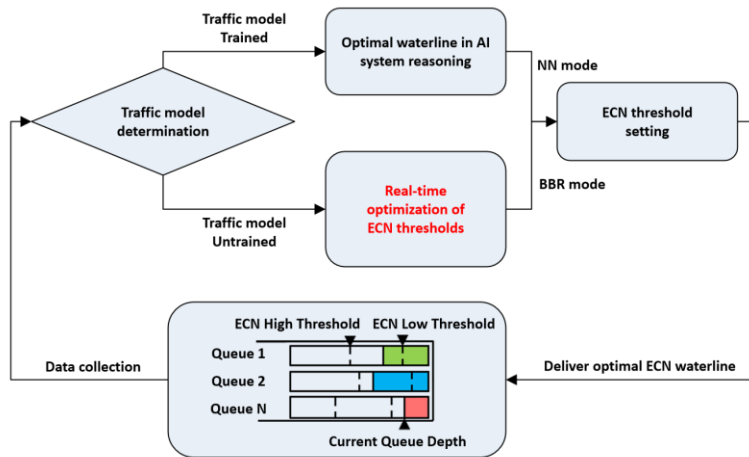 Traffic model
Trained
Optimal waterline in AI
system reasoning
NN mode
Traffic model
determination
ECN threshold
setting
Real-time
optimization of
ECN thresholds
BBR mode
Traffic model
Untrained
ECN High Threshold
ECN Low Threshold
Queue 1
Queue 2
Queue N
Current Queue Depth
Data collection
Deliver optimal ECN waterline